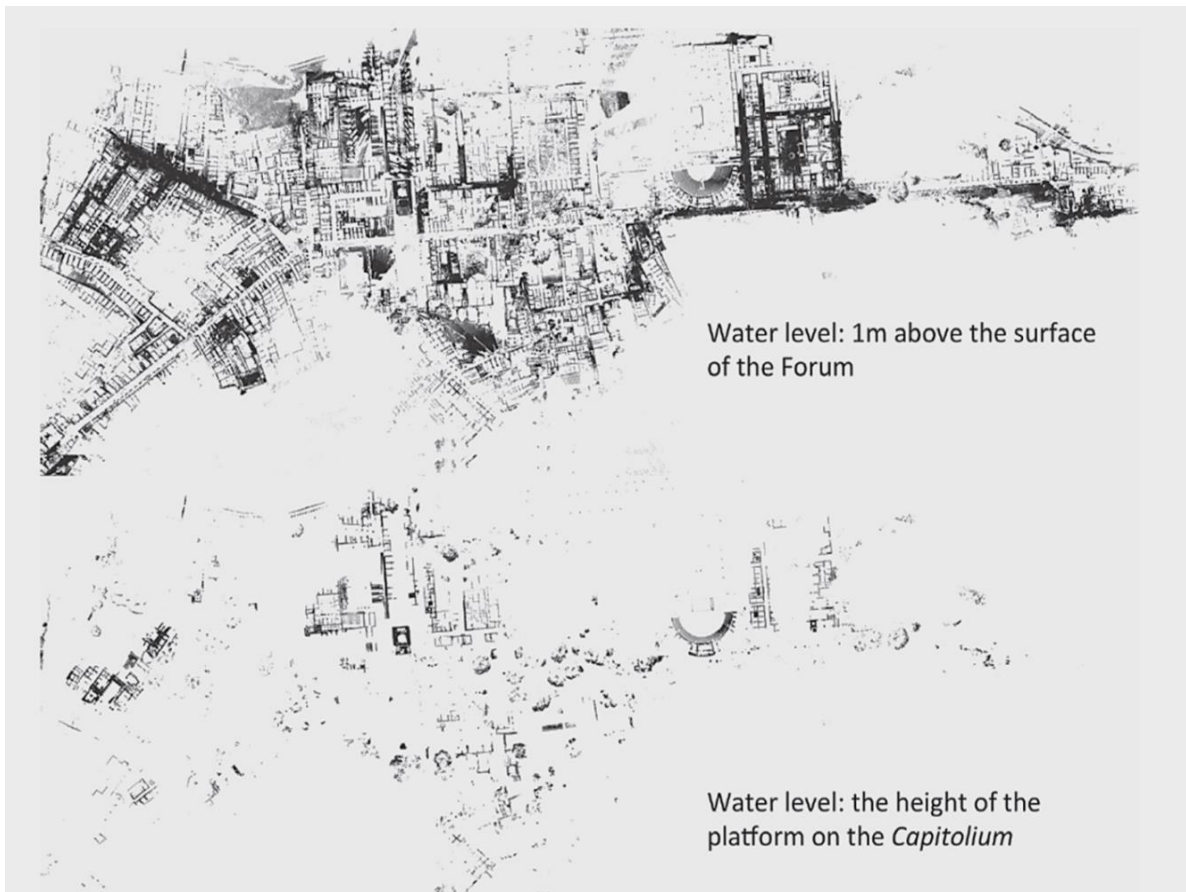 Water level: 1m above the surface
of the Forum
Water level: the height of the
platform on the Capitolium